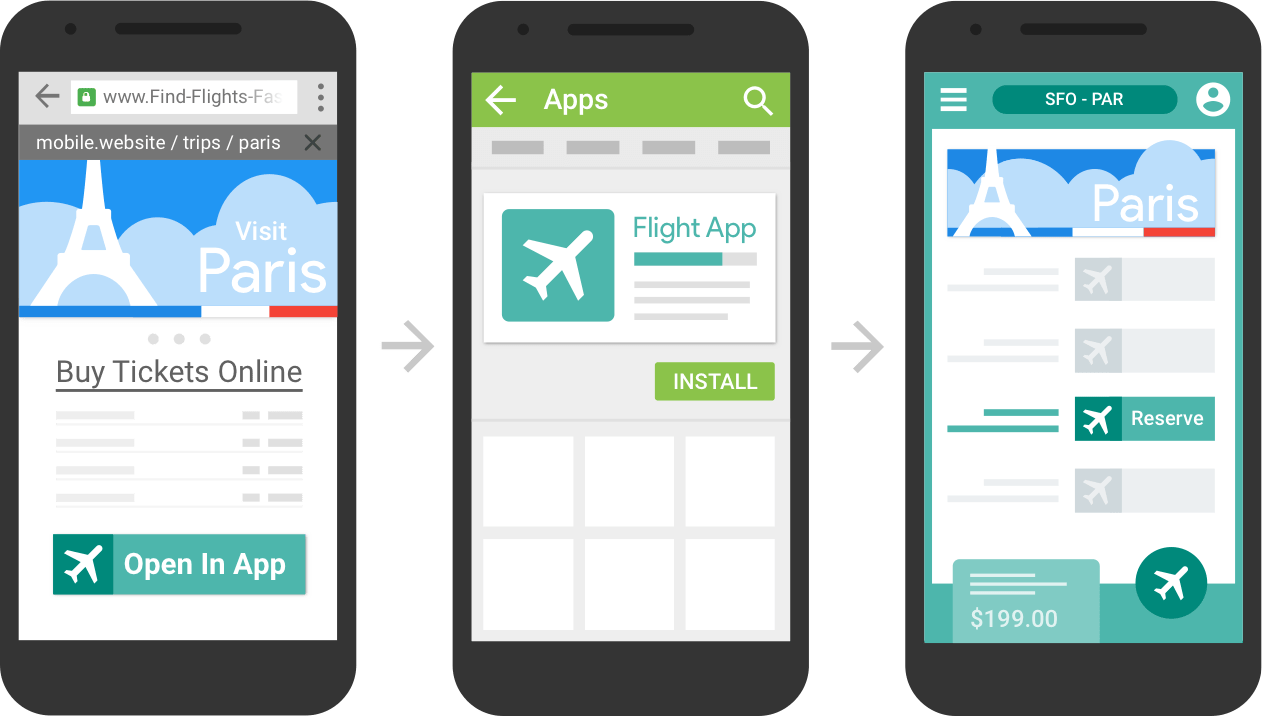 www.Find-Flights-Fas
mobile.website / trips / paris
Visit
Paris
Buy Tickets Online
Open In App
Apps
Flight App
INSTALL
SFO - PAR
Paris
Reserve
$199.00